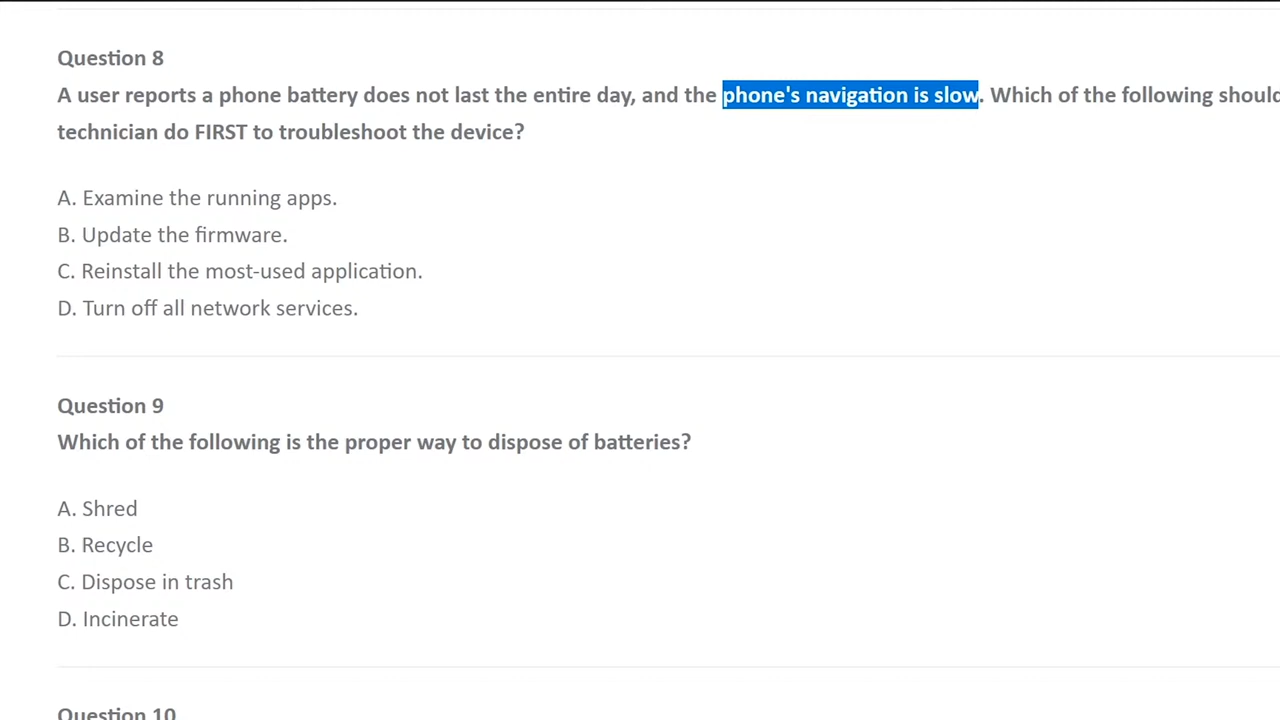 Question 8
A user reports a phone battery does not last the entire day, and the phone's navigation is slow. Which of the following should
technician do FIRST to troubleshoot the device?
A. Examine the running apps.
B. Update the firmware.
C. Reinstall the most-used application.
D. Turn off all network services.
Question 9
Which of the following is the proper way to dispose of batteries?
A. Shred
B. Recycle
C. Dispose in trash
D. Incinerate
Question 10